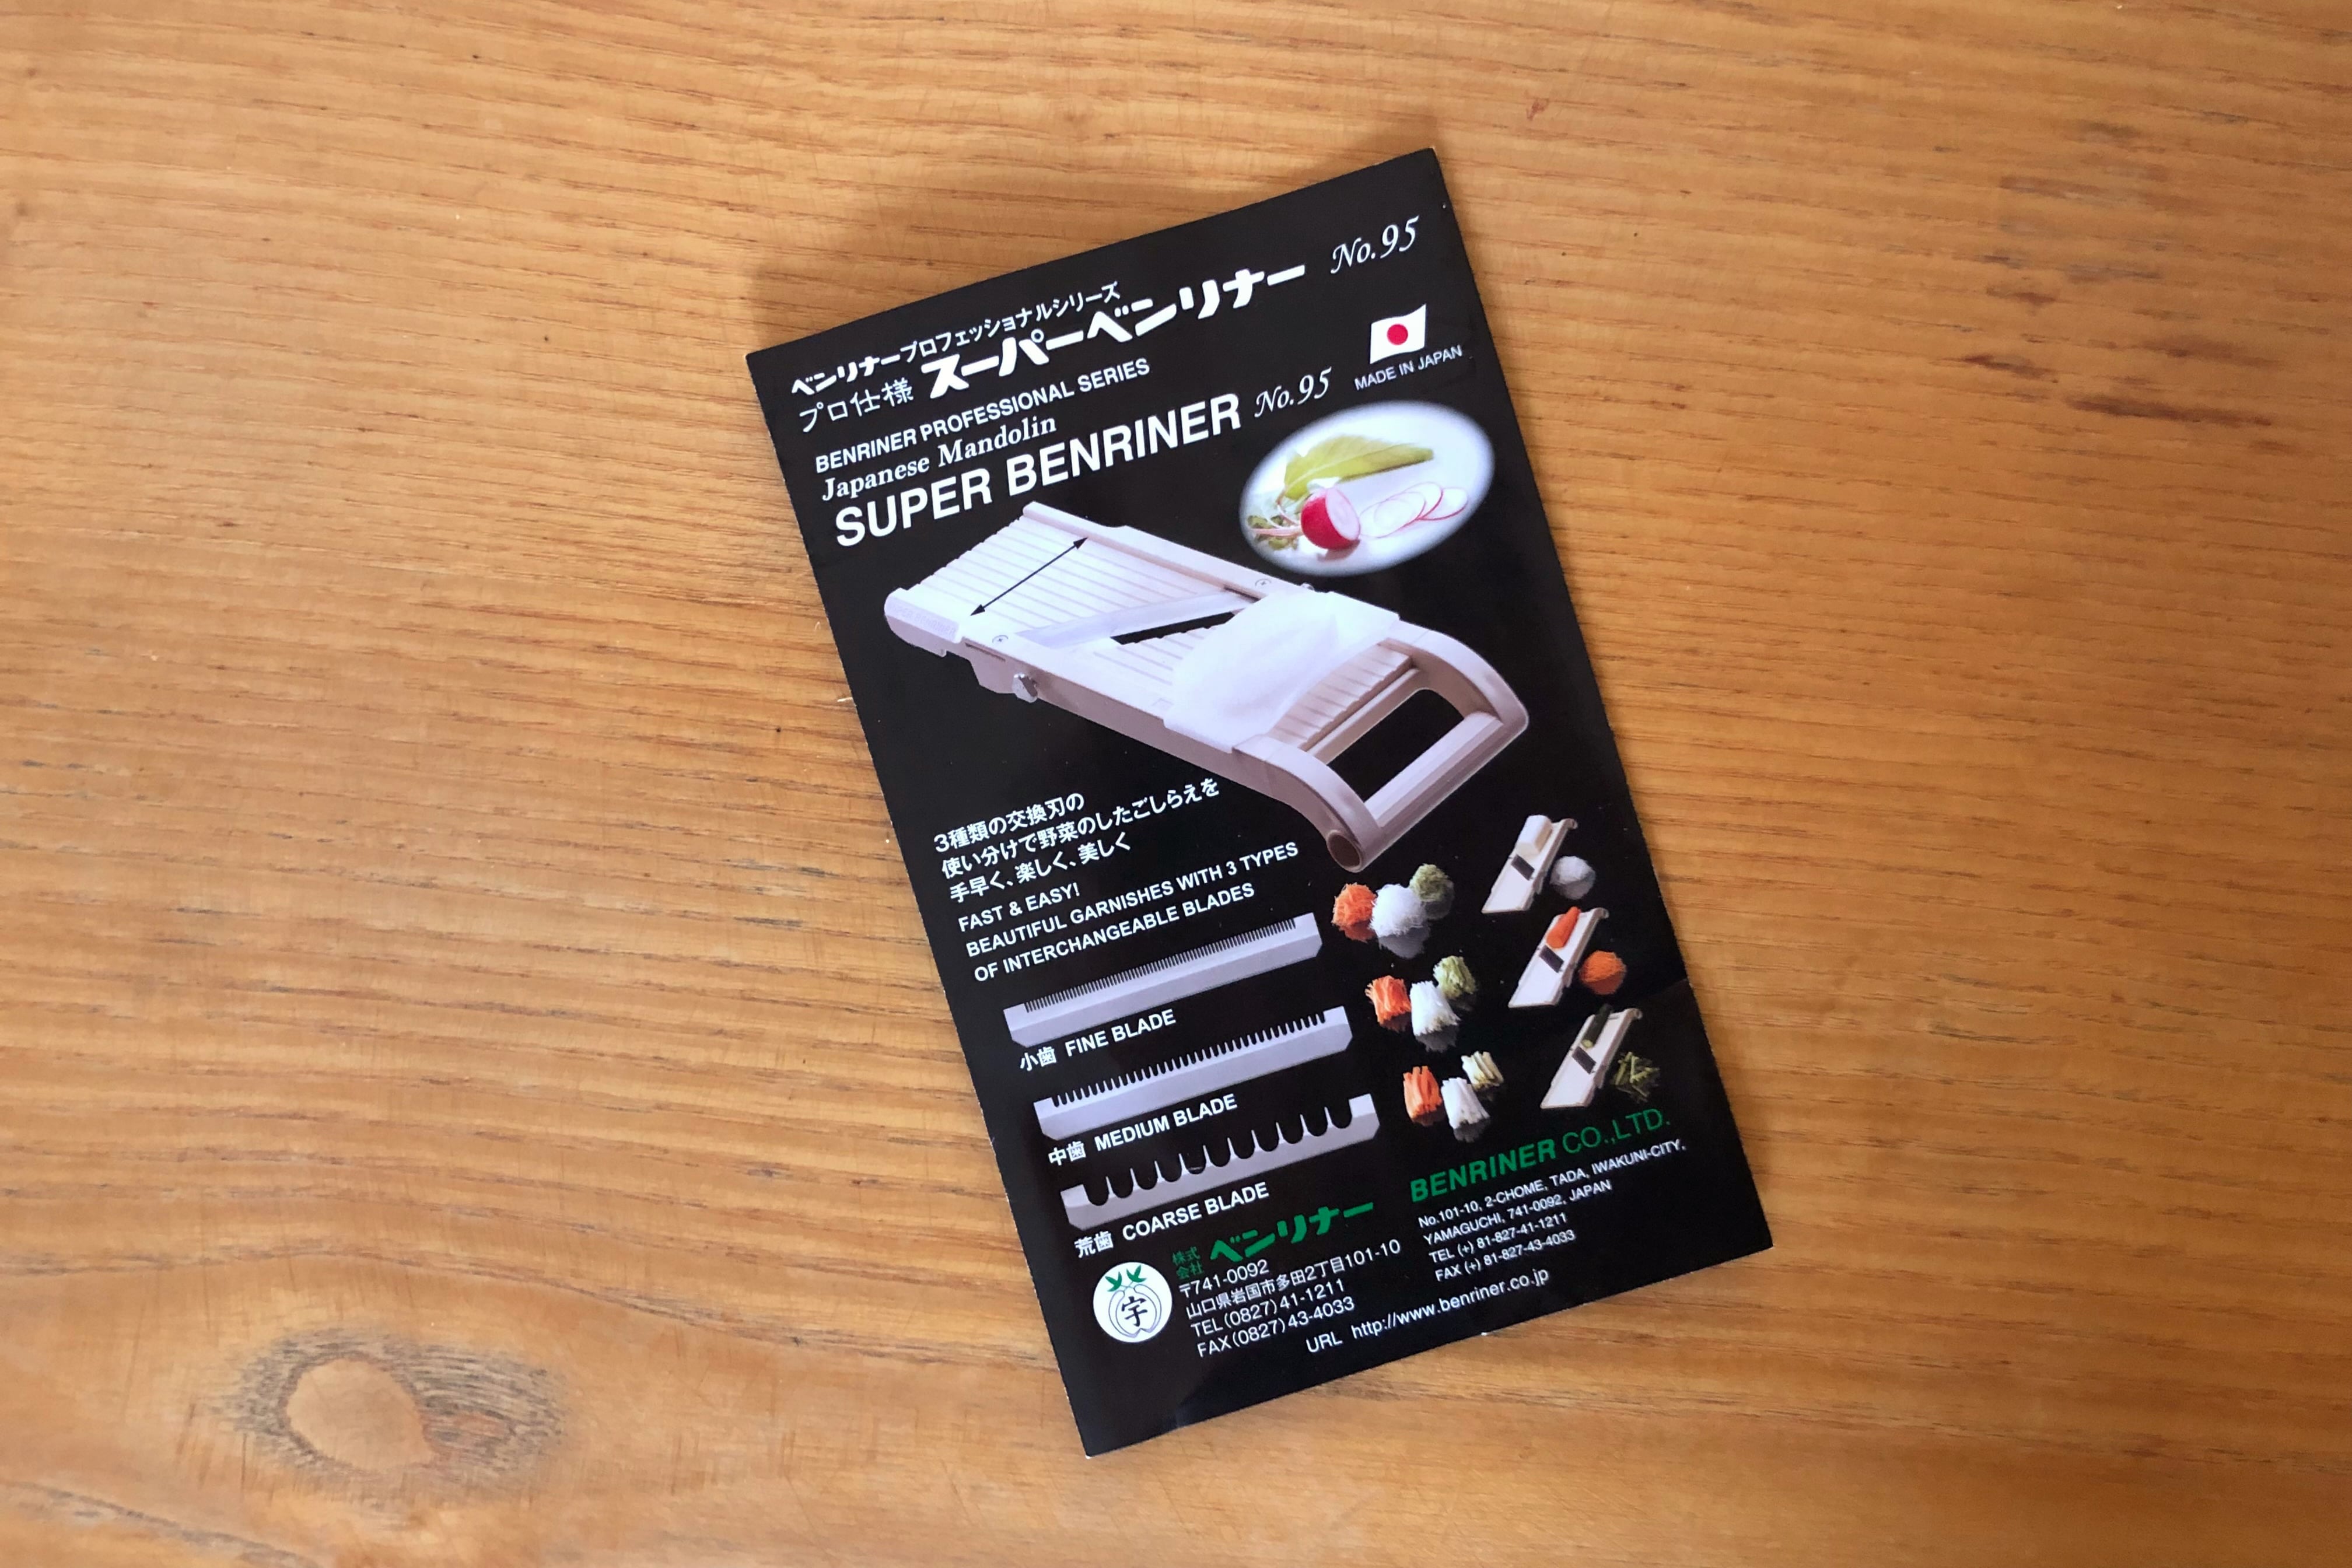 ベンリナープロフェッショナルシリーズ
プロ仕様 スーパーベンリナー No.95
BENRINER PROFESSIONAL SERIES
Japanese Mandolin
SUPER BENRINER No.95
MADE IN JAPAN
3種類の交換刃の
使い分けで野菜のしたごしらえを
手早く、楽しく、美しく
FAST & EASY!
BEAUTIFUL GARNISHES WITH 3 TYPES
OF INTERCHANGEABLE BLADES
小歯 FINE BLADE
中歯 MEDIUM BLADE
荒歯 COARSE BLADE
宇
株式会社 ベンリナー
〒741-0092
山口県岩国市多田2丁目101-10
TEL(0827)41-1211
FAX(0827)43-4033
BENRINER CO.,LTD.
No.101-10, 2-CHOME, TADA, IWAKUNI-CITY,
YAMAGUCHI, 741-0092, JAPAN
TEL (+) 81-827-41-1211
FAX (+) 81-827-43-4033
URL http://www.benriner.co.jp